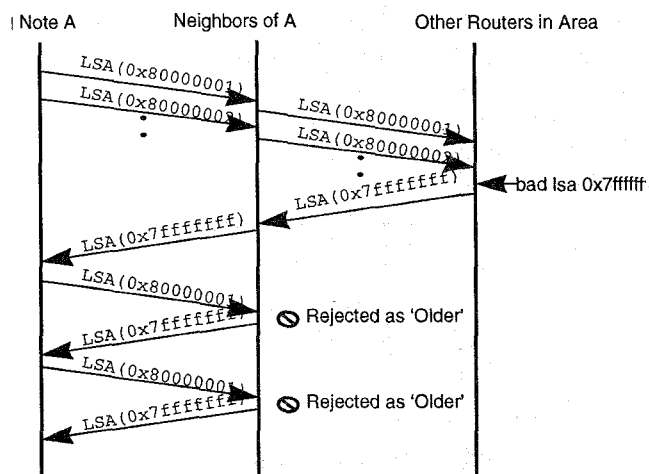 Note A
Neighbors of A
Other Routers in Area
LSA(0x80000001)
LSA(0x80000002)
LSA(0x80000001)
LSA(0x80000002)
LSA(0x7fffffff)
bad lsa 0x7ffffff
LSA(0x7fffffff)
LSA(0x80000001)
LSA(0x7fffffff)
Rejected as 'Older'
LSA(0x80000001)
LSA(0x7fffffff)
Rejected as 'Older'